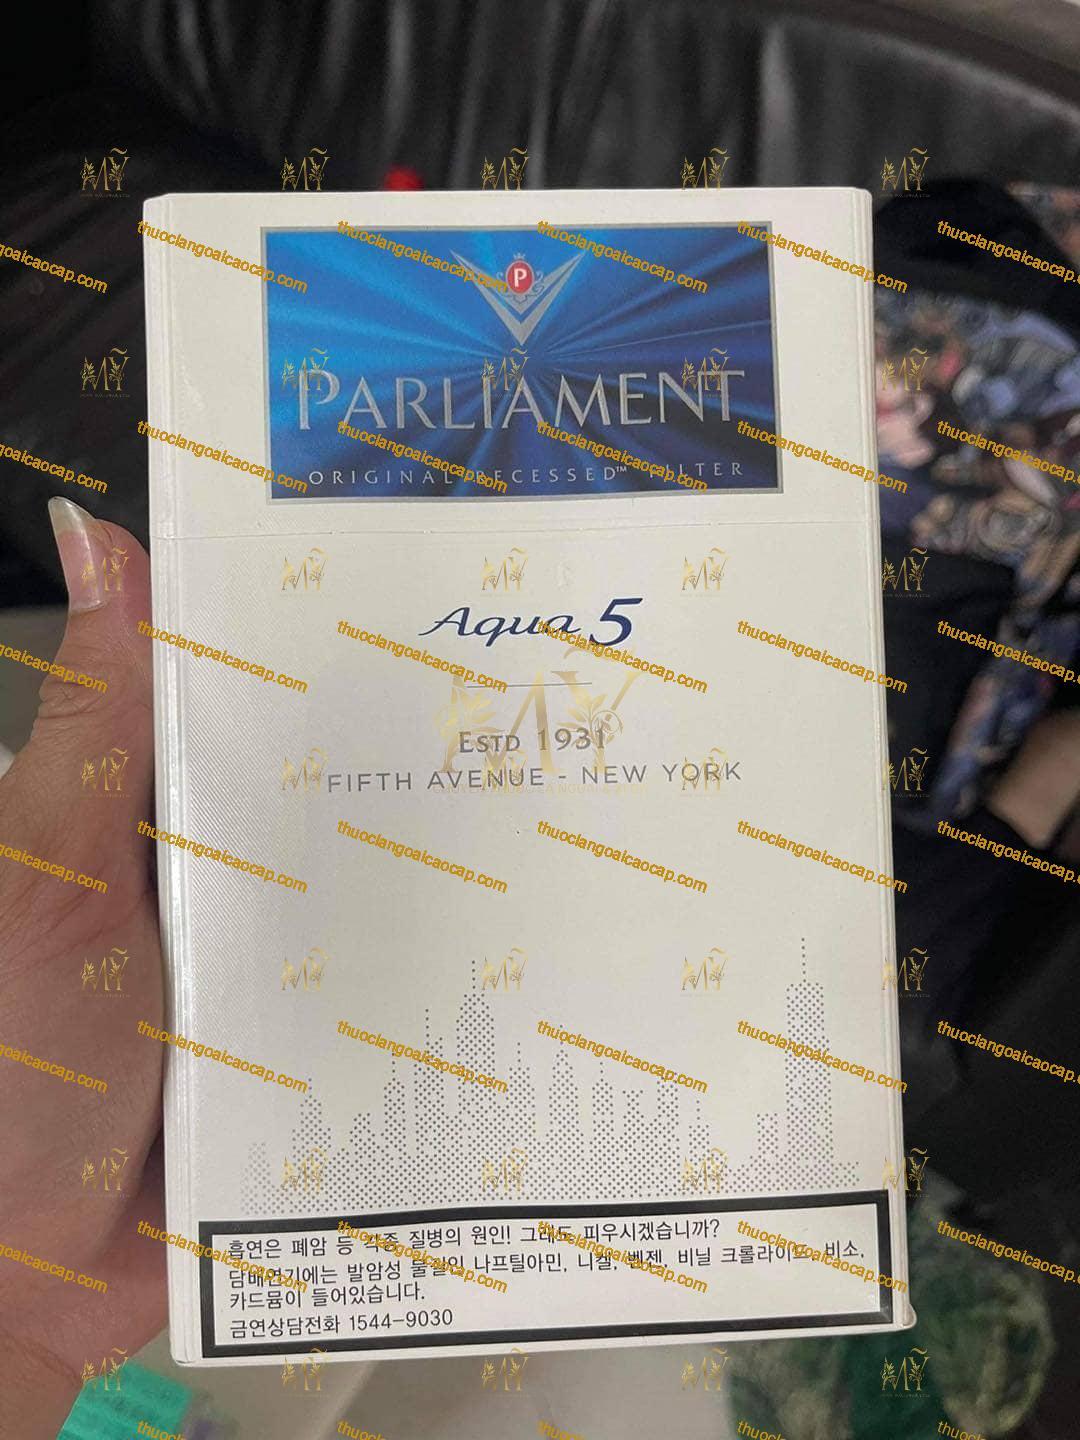 P
PARLIAMENT
ORIGINAL RECESSED™ FILTER
Aqua 5
ESTD 1931
FIFTH AVENUE - NEW YORK
흡연은 폐암 등 각종 질병의 원인! 그래도 피우시겠습니까?
담배연기에는 발암성 물질인 나프틸아민, 니켈, 벤젠, 비닐 크롤라이드, 비소,
카드뮴이 들어있습니다.
금연상담전화 1544-9030
MỸ
thuoclangoaicaocap.com